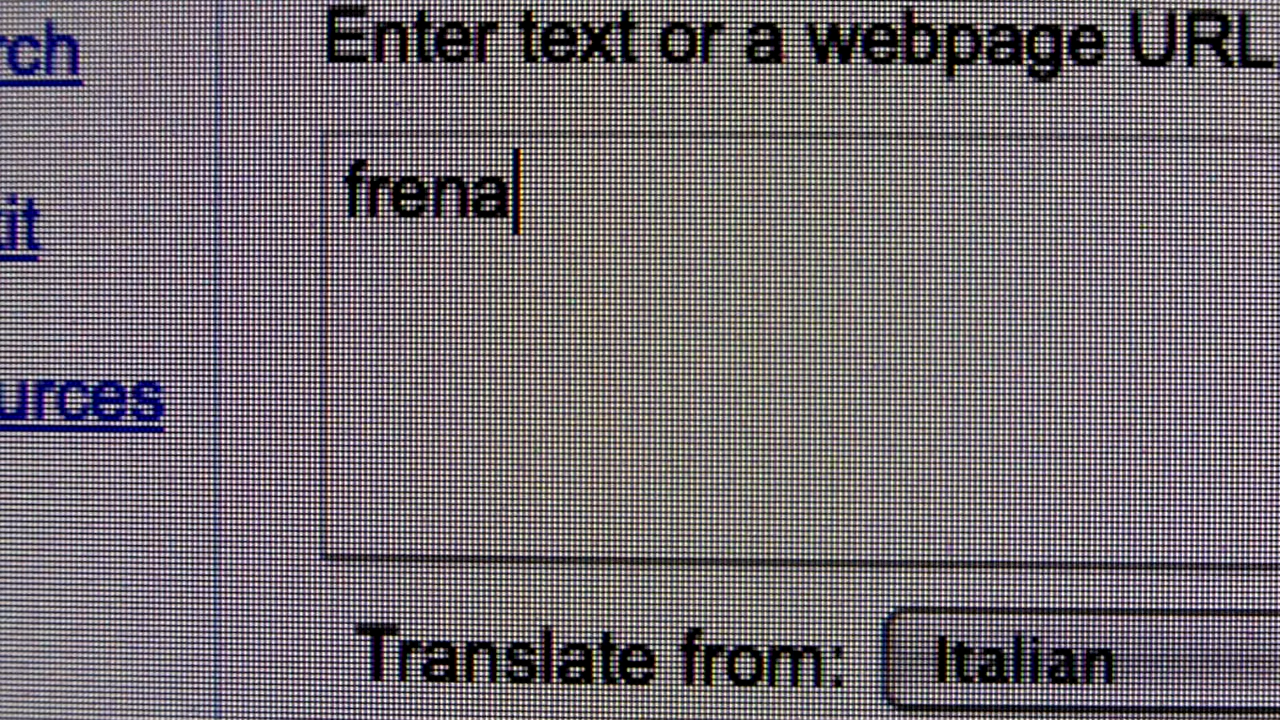 rch
Enter text or a webpage URL
frena
it
urces
Translate from: Italian